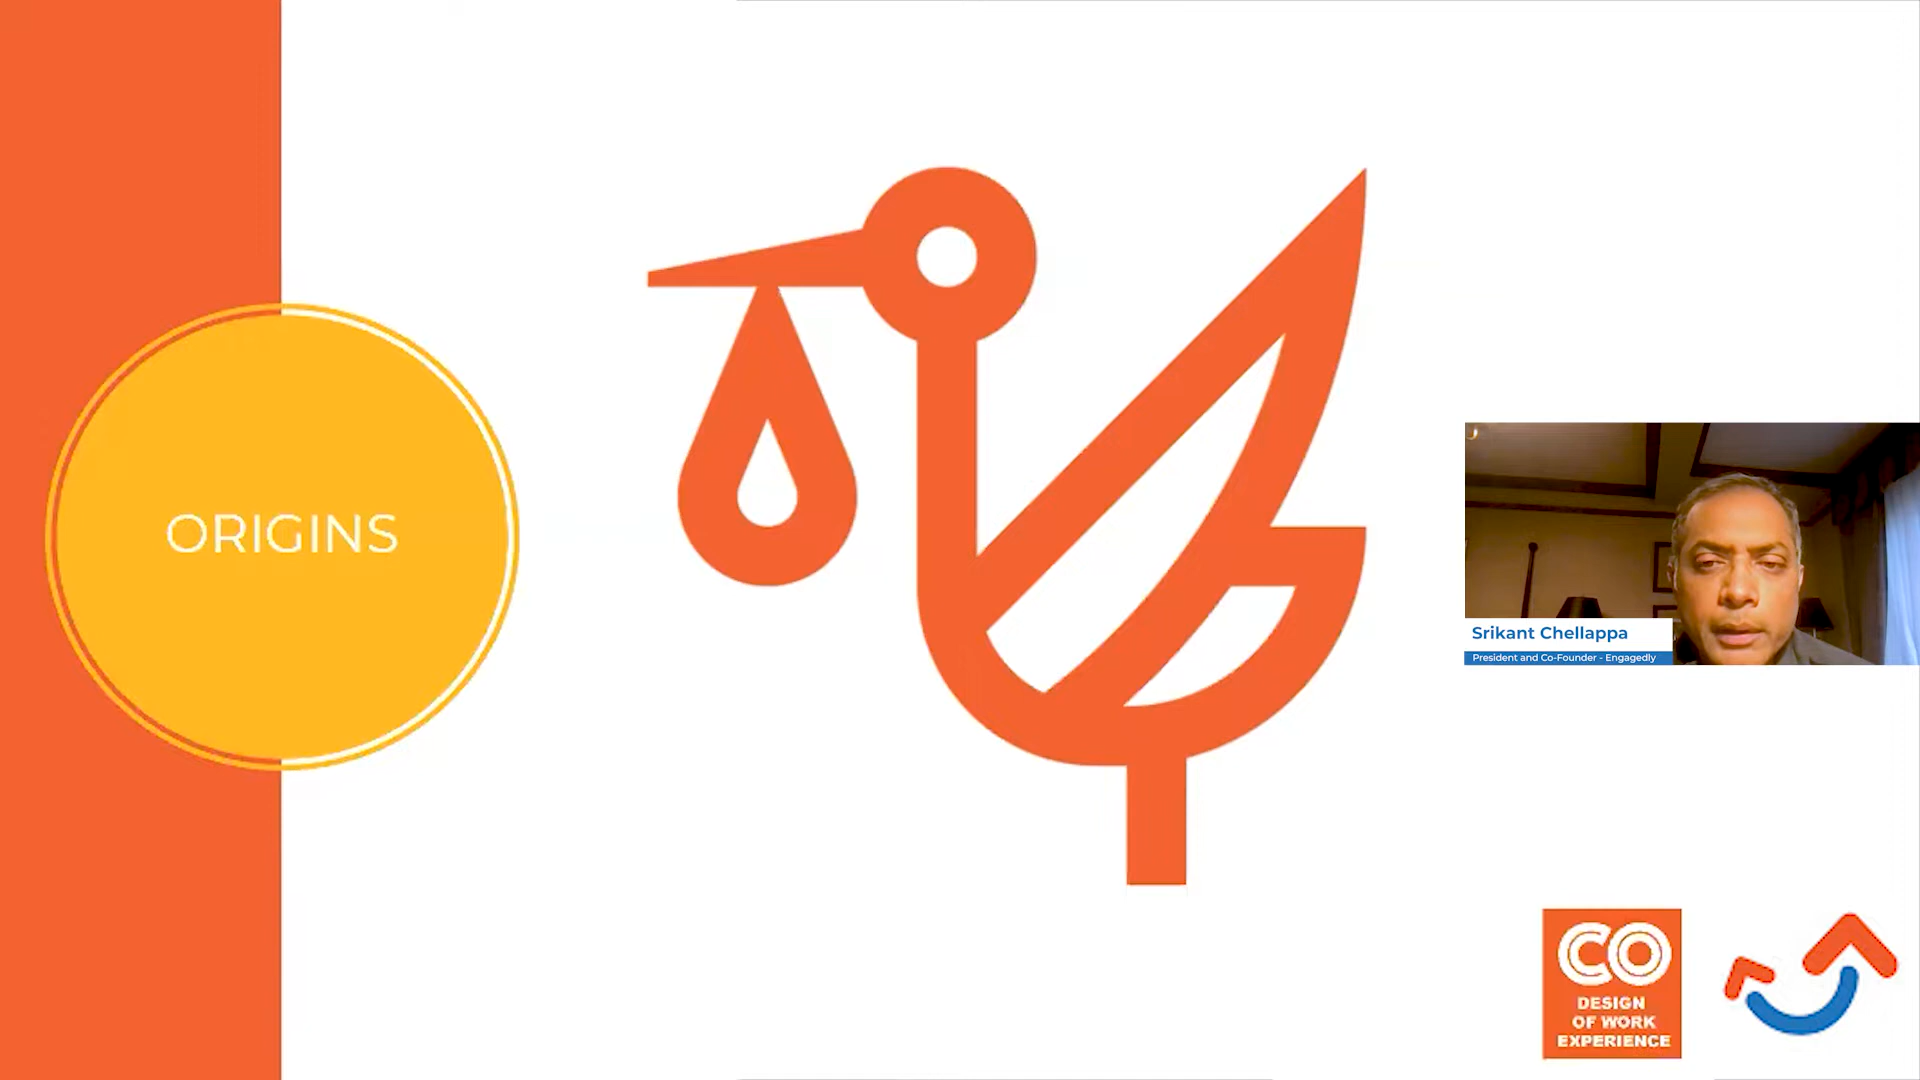 ORIGINS
Srikant Chellappa
President and Co-Founder - Engagedly
CO
DESIGN
OF WORK
EXPERIENCE